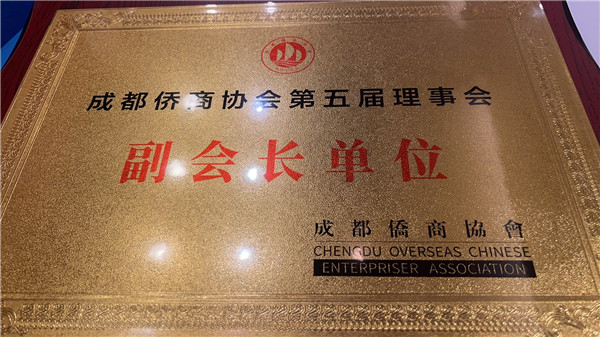 成都侨商协会第五届理事会
副会长单位
成都僑商協會
CHENGDU OVERSEAS CHINESE
ENTERPRISER ASSOCIATION